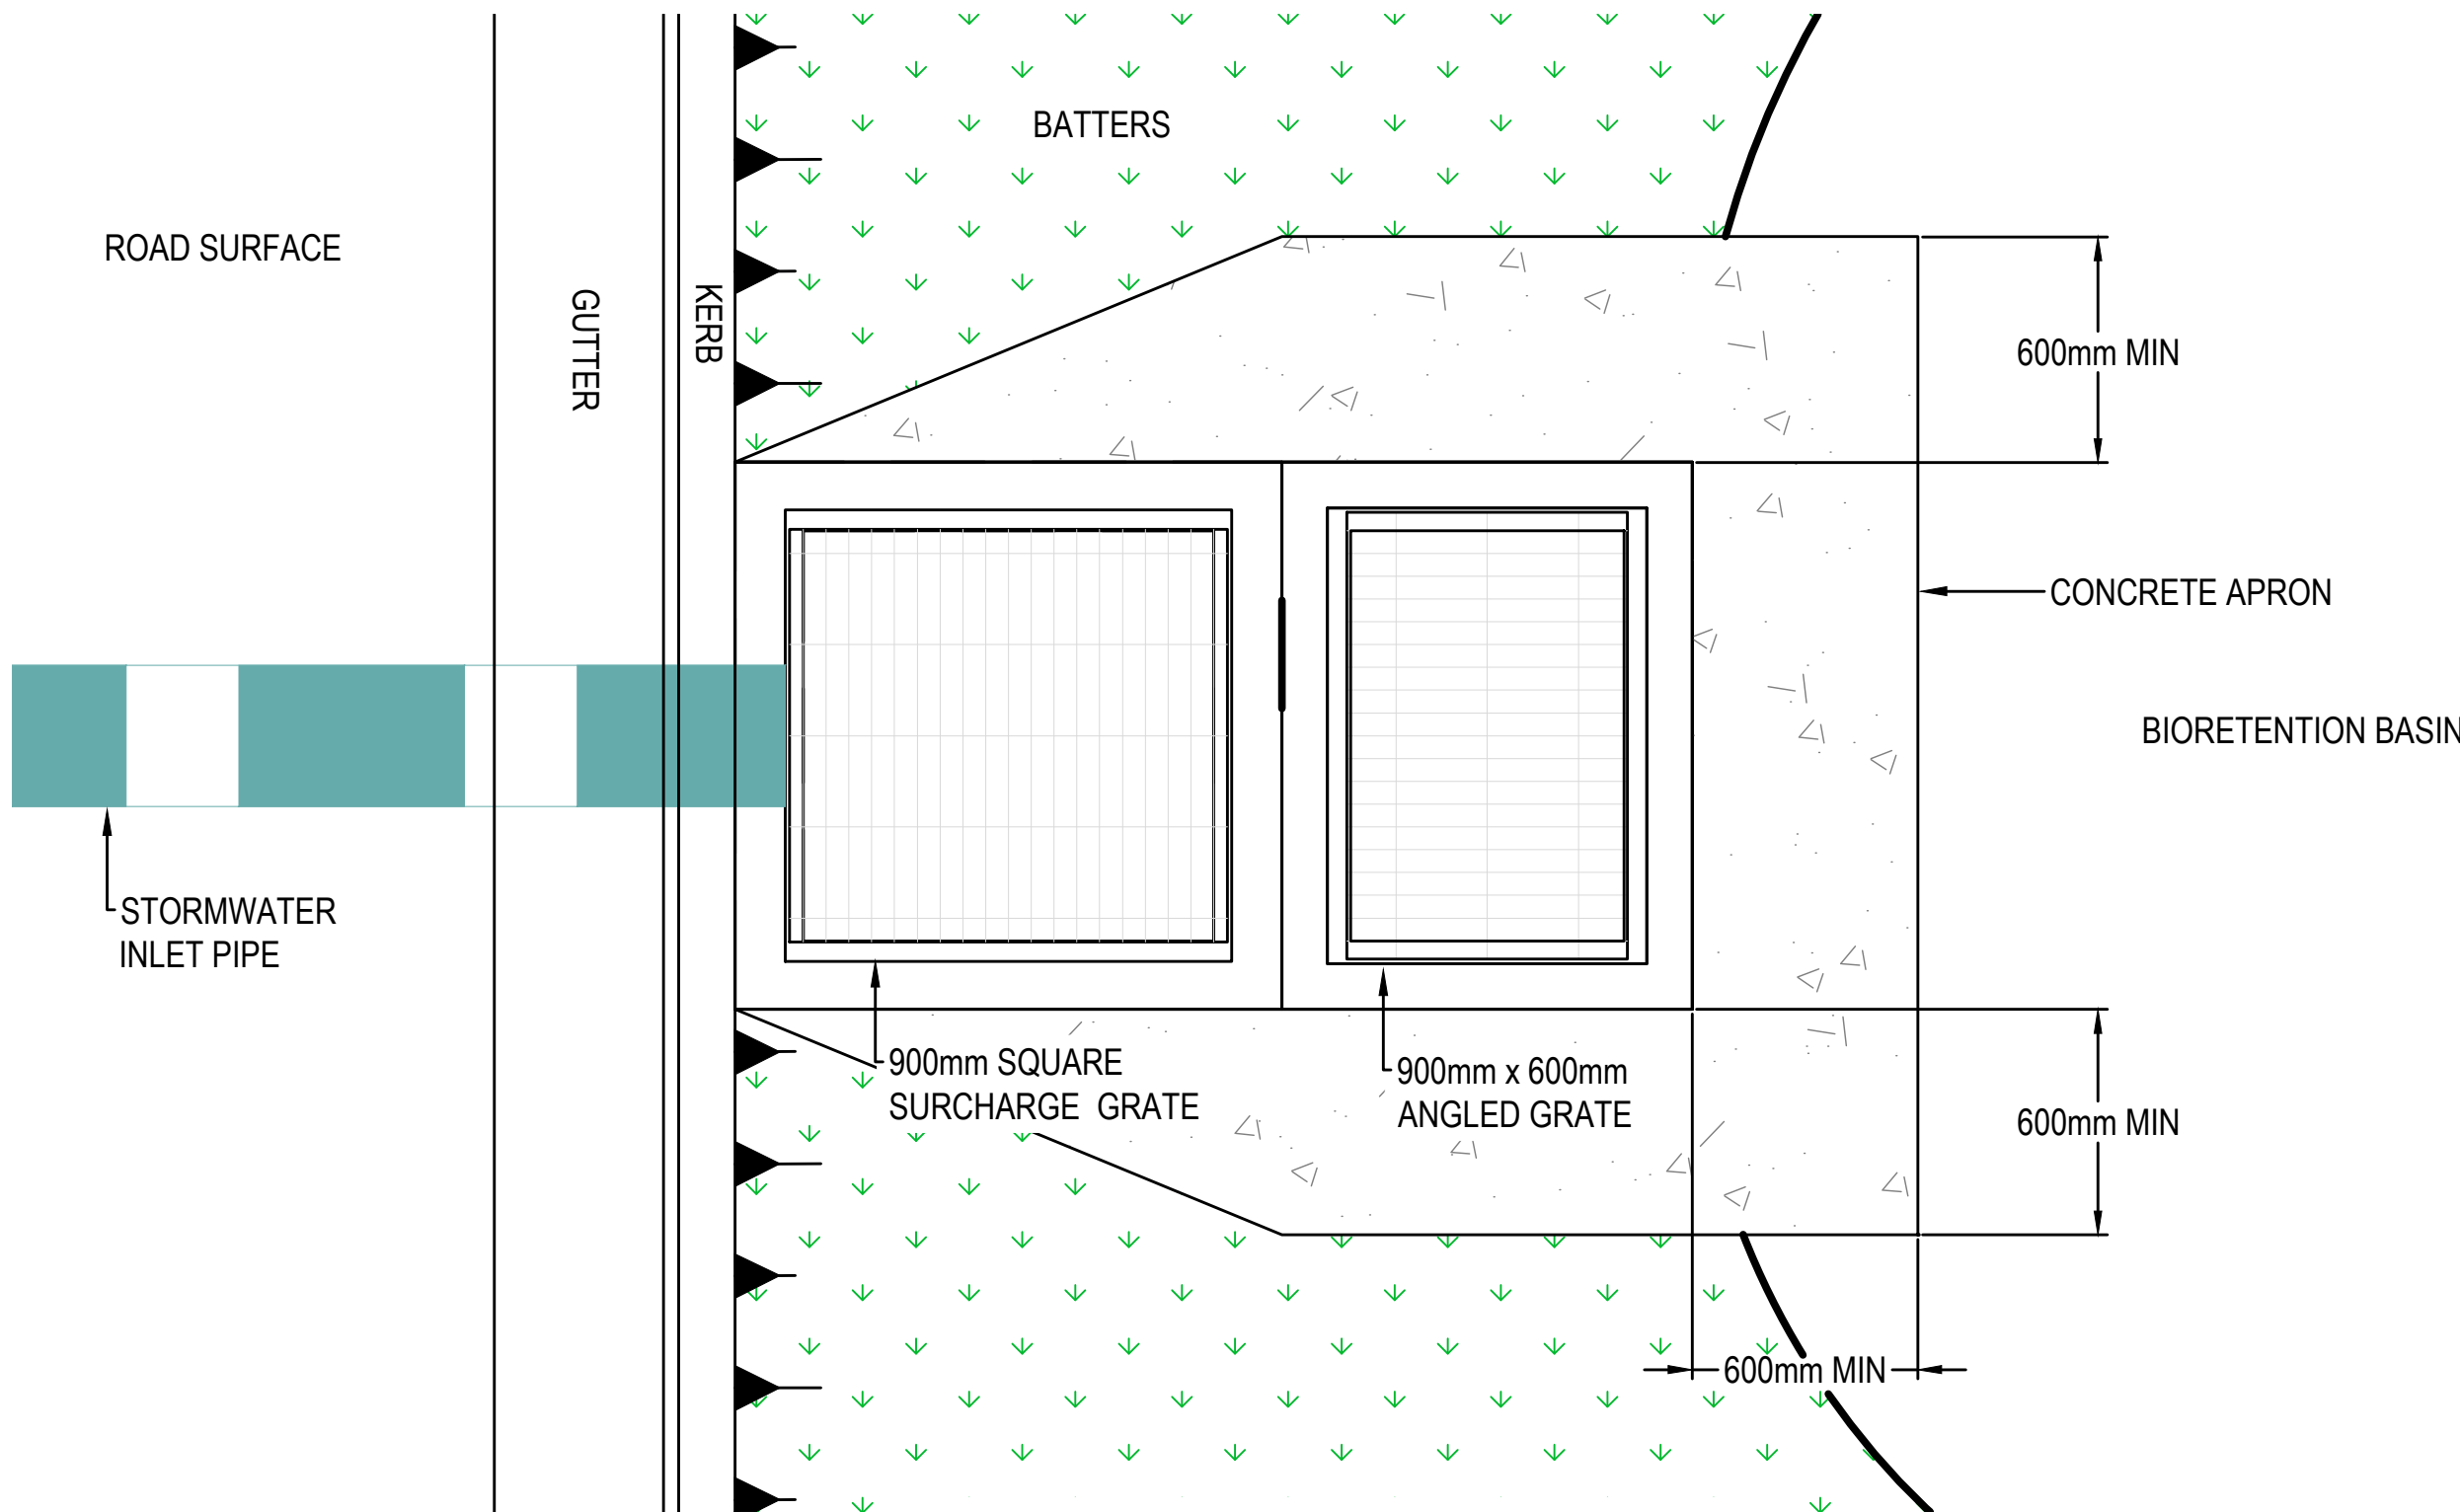 BATTERS
ROAD SURFACE
GUTTER
KERB
600mm MIN
CONCRETE APRON
BIORETENTION BASIN
STORMWATER
INLET PIPE
900mm SQUARE
SURCHARGE GRATE
900mm x 600mm
ANGLED GRATE
600mm MIN
600mm MIN